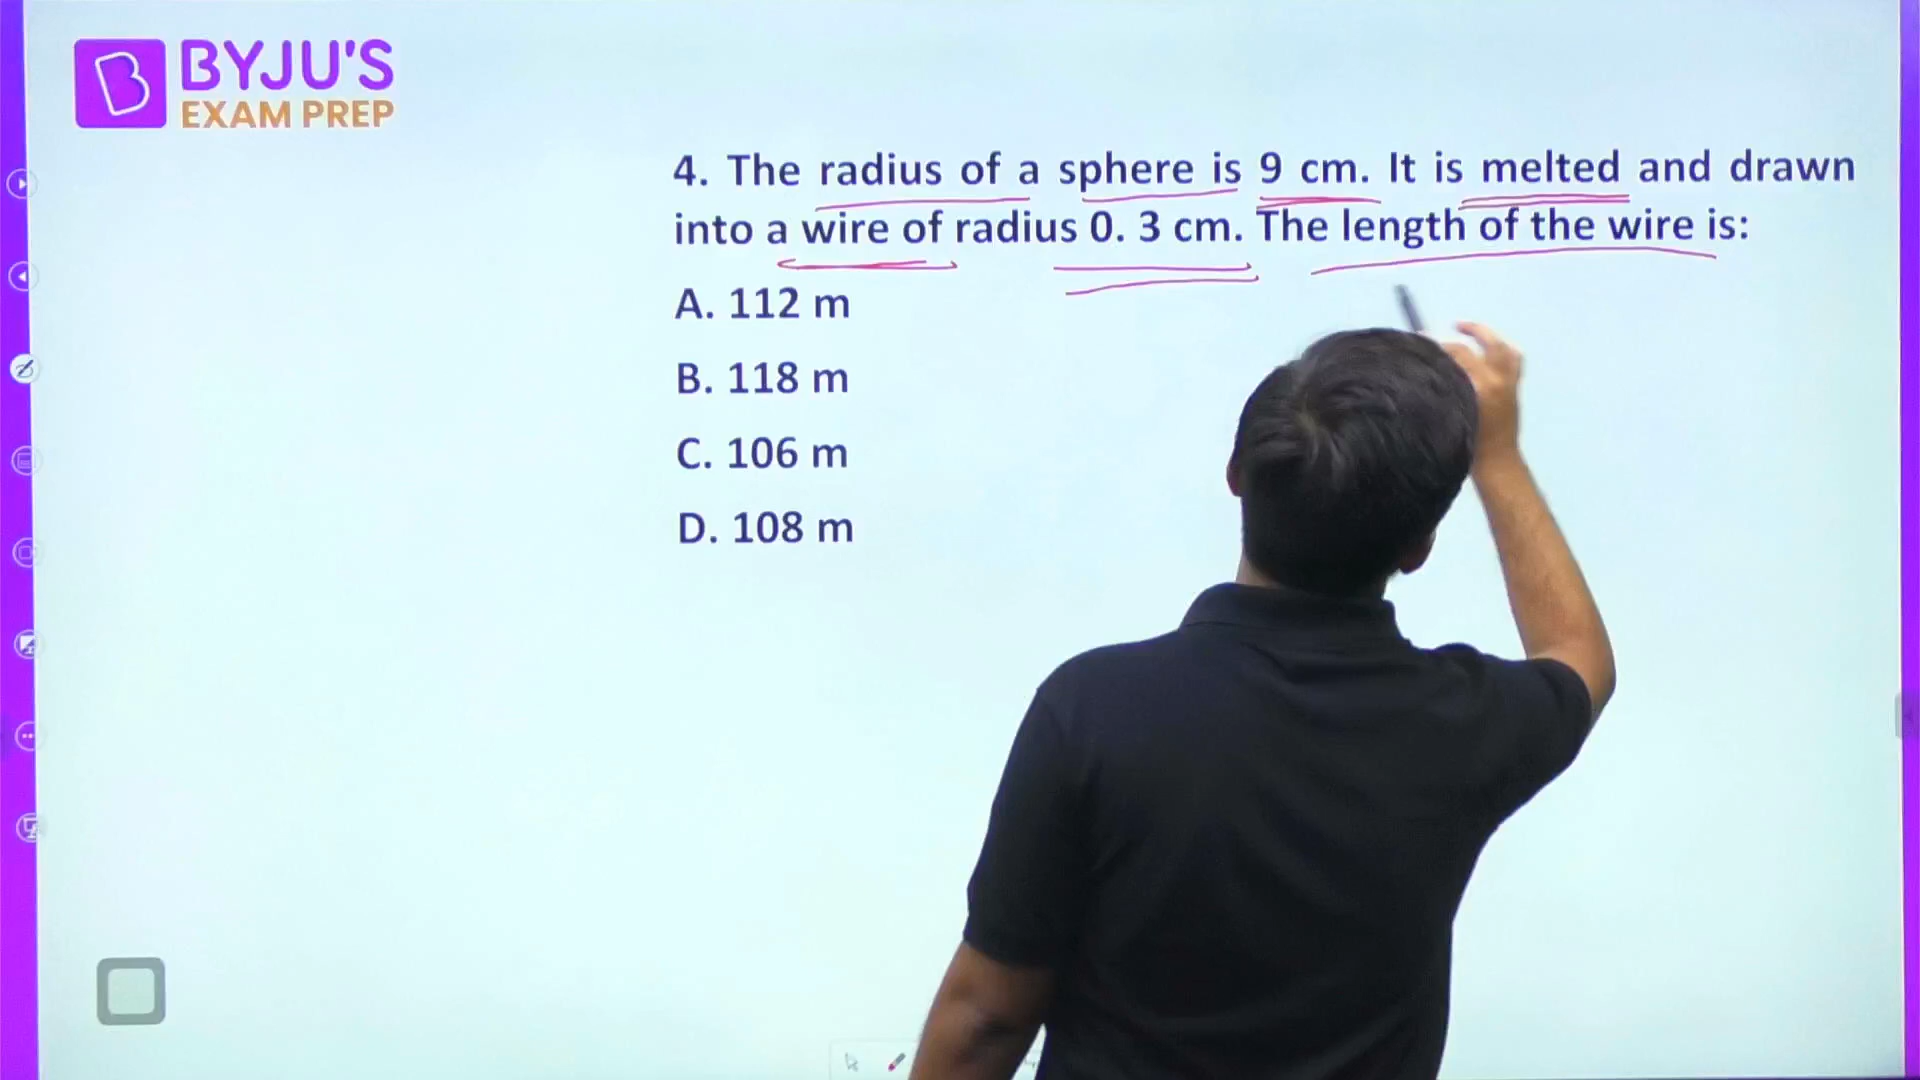 BYJU'S
EXAM PREP
4. The radius of a sphere is 9 cm. It is melted and drawn
into a wire of radius 0. 3 cm. The length of the wire is:
A. 112 m
B. 118 m
C. 106 m
D. 108 m